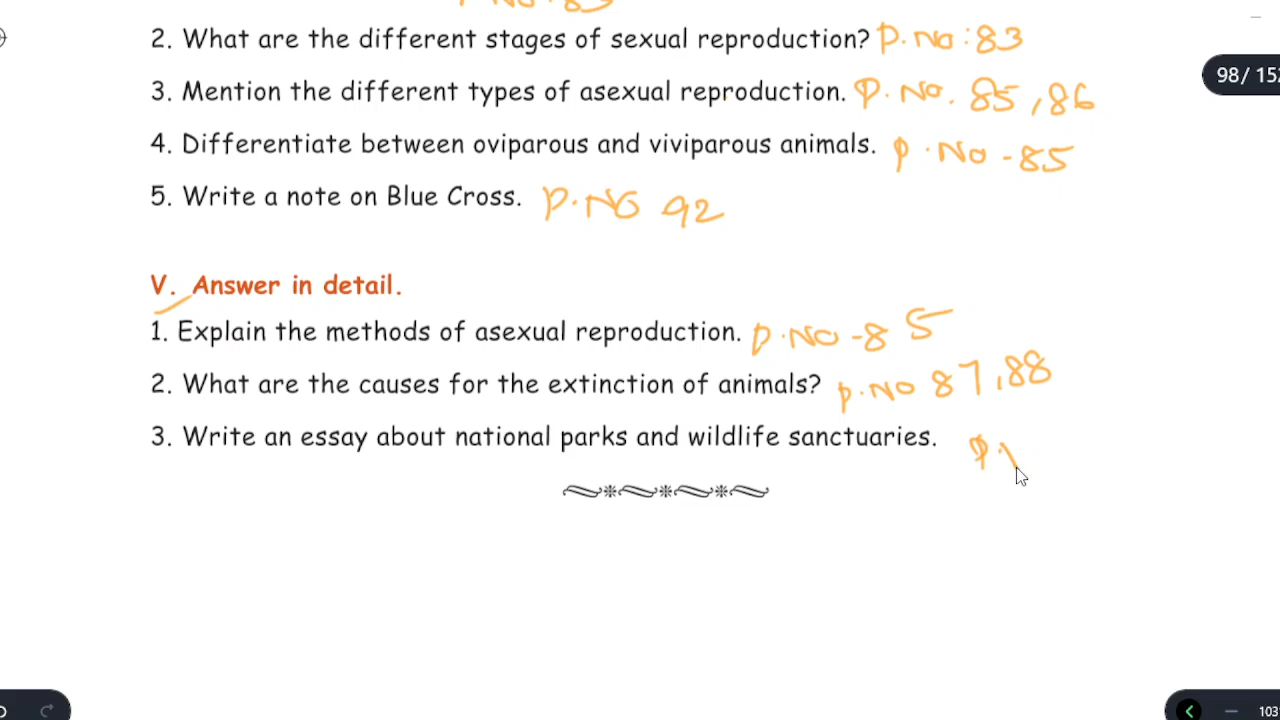 2. What are the different stages of sexual reproduction? P. No : 83
98/ 152
3. Mention the different types of asexual reproduction. P. No. 85, 86
4. Differentiate between oviparous and viviparous animals. P. No - 85
5. Write a note on Blue Cross. P. No 92
V. Answer in detail.
1. Explain the methods of asexual reproduction. P. No - 85
2. What are the causes for the extinction of animals? P. No 87, 88
3. Write an essay about national parks and wildlife sanctuaries. P.
103